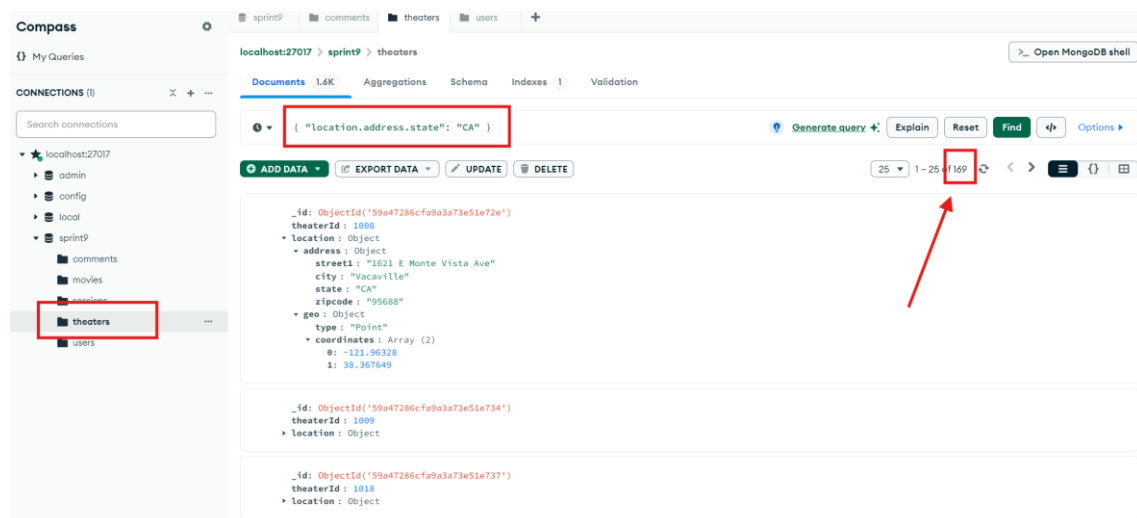 Compass
My Queries
CONNECTIONS (1)
Search connections
localhost:27017
admin
config
local
sprint9
comments
movies
sessions
theaters
users
sprint9 comments theaters users
localhost:27017 > sprint9 > theaters
>_ Open MongoDB shell
Documents 1.6K Aggregations Schema Indexes 1 Validation
{ "location.address.state": "CA" }
Generate query Explain Reset Find </> Options
ADD DATA EXPORT DATA UPDATE DELETE
25 1 – 25 of 169 {}
_id: ObjectId('59a47286cfa9a3a73e51e72e')
theaterId : 1008
location : Object
address : Object
street1 : "1621 E Monte Vista Ave"
city : "Vacaville"
state : "CA"
zipcode : "95688"
geo : Object
type : "Point"
coordinates : Array (2)
0: -121.96328
1: 38.367649
_id: ObjectId('59a47286cfa9a3a73e51e734')
theaterId : 1009
location : Object
_id: ObjectId('59a47286cfa9a3a73e51e737')
theaterId : 1018
location : Object